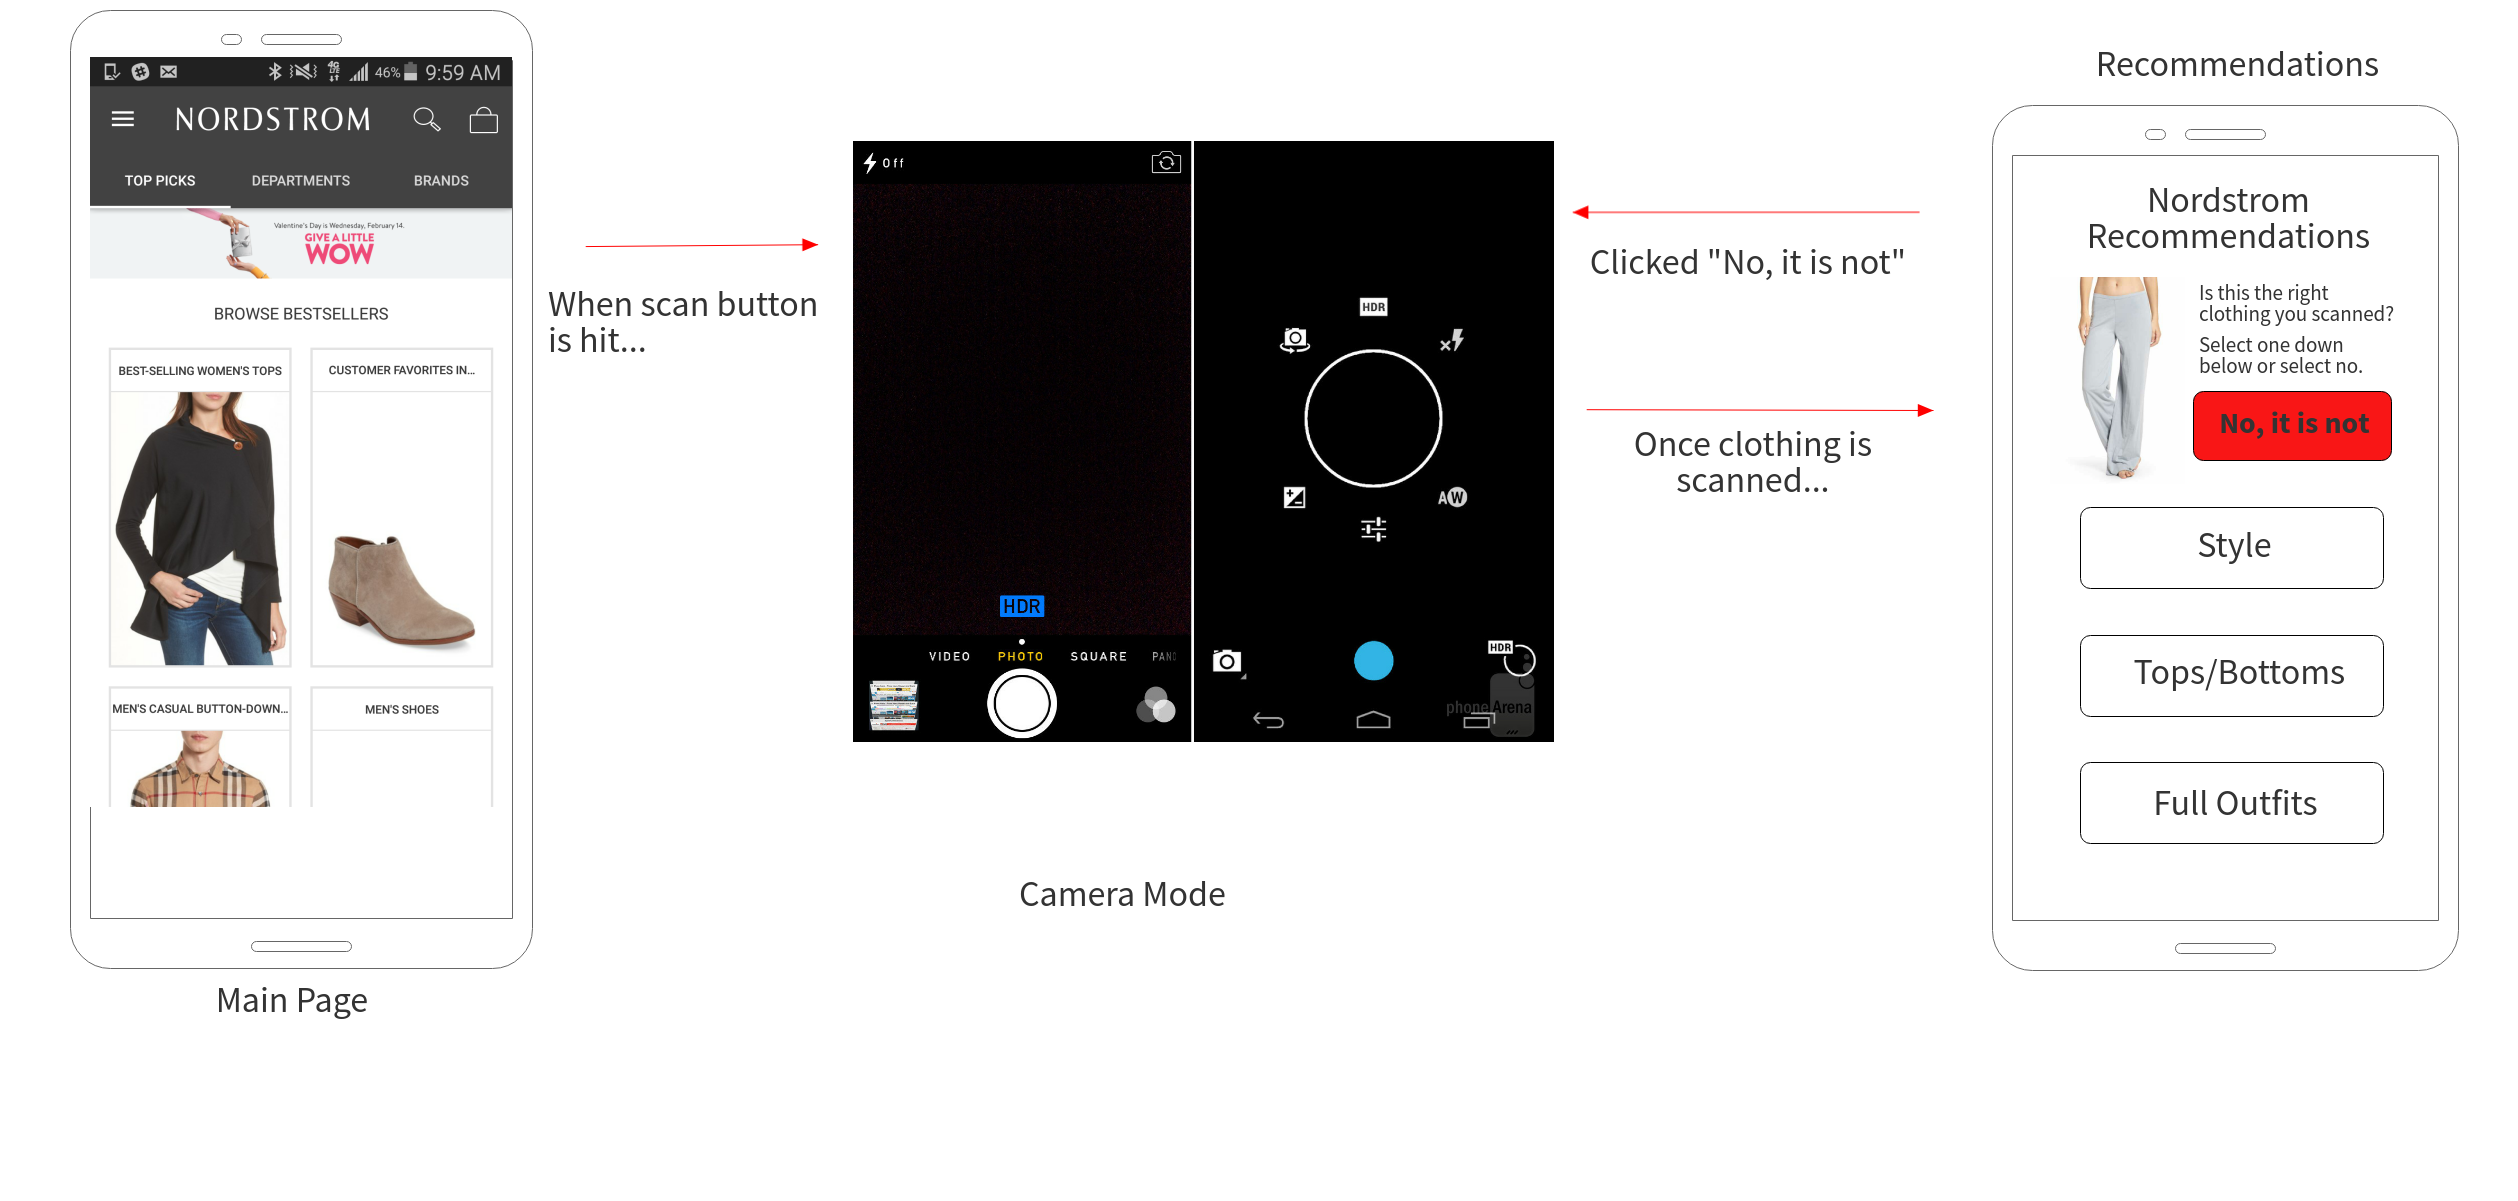 46% 9:59 AM
NORDSTROM
TOP PICKS DEPARTMENTS BRANDS
Valentine's Day is Wednesday, February 14.
GIVE A LITTLE
WOW
BROWSE BESTSELLERS
BEST-SELLING WOMEN'S TOPS
CUSTOMER FAVORITES IN...
MEN'S CASUAL BUTTON-DOWN...
MEN'S SHOES
Main Page
When scan button
is hit...
Off
HDR
VIDEO PHOTO SQUARE PANO
HDR
A W
HDR
phoneArena
Camera Mode
Clicked "No, it is not"
Once clothing is
scanned...
Recommendations
Nordstrom
Recommendations
Is this the right
clothing you scanned?
Select one down
below or select no.
No, it is not
Style
Tops/Bottoms
Full Outfits